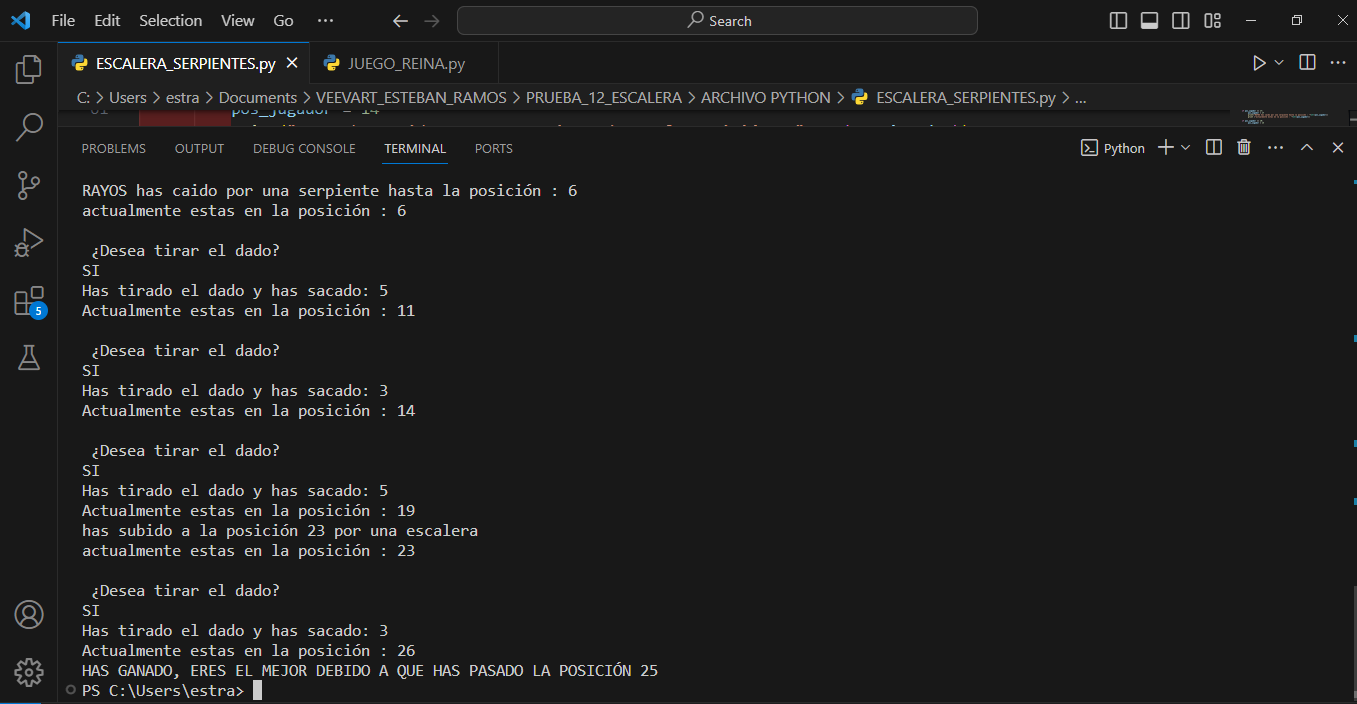 File Edit Selection View Go ··· Search
ESCALERA_SERPIENTES.py JUEGO_REINA.py
C: > Users > estra > Documents > VEEVART_ESTEBAN_RAMOS > PRUEBA_12_ESCALERA > ARCHIVO PYTHON > ESCALERA_SERPIENTES.py > ...
pos_jugador = 14
PROBLEMS OUTPUT DEBUG CONSOLE TERMINAL PORTS Python
RAYOS has caido por una serpiente hasta la posición : 6
actualmente estas en la posición : 6
¿Desea tirar el dado?
SI
Has tirado el dado y has sacado: 5
Actualmente estas en la posición : 11
¿Desea tirar el dado?
SI
Has tirado el dado y has sacado: 3
Actualmente estas en la posición : 14
¿Desea tirar el dado?
SI
Has tirado el dado y has sacado: 5
Actualmente estas en la posición : 19
has subido a la posición 23 por una escalera
actualmente estas en la posición : 23
¿Desea tirar el dado?
SI
Has tirado el dado y has sacado: 3
Actualmente estas en la posición : 26
HAS GANADO, ERES EL MEJOR DEBIDO A QUE HAS PASADO LA POSICIÓN 25
PS C:\Users\estra>
5